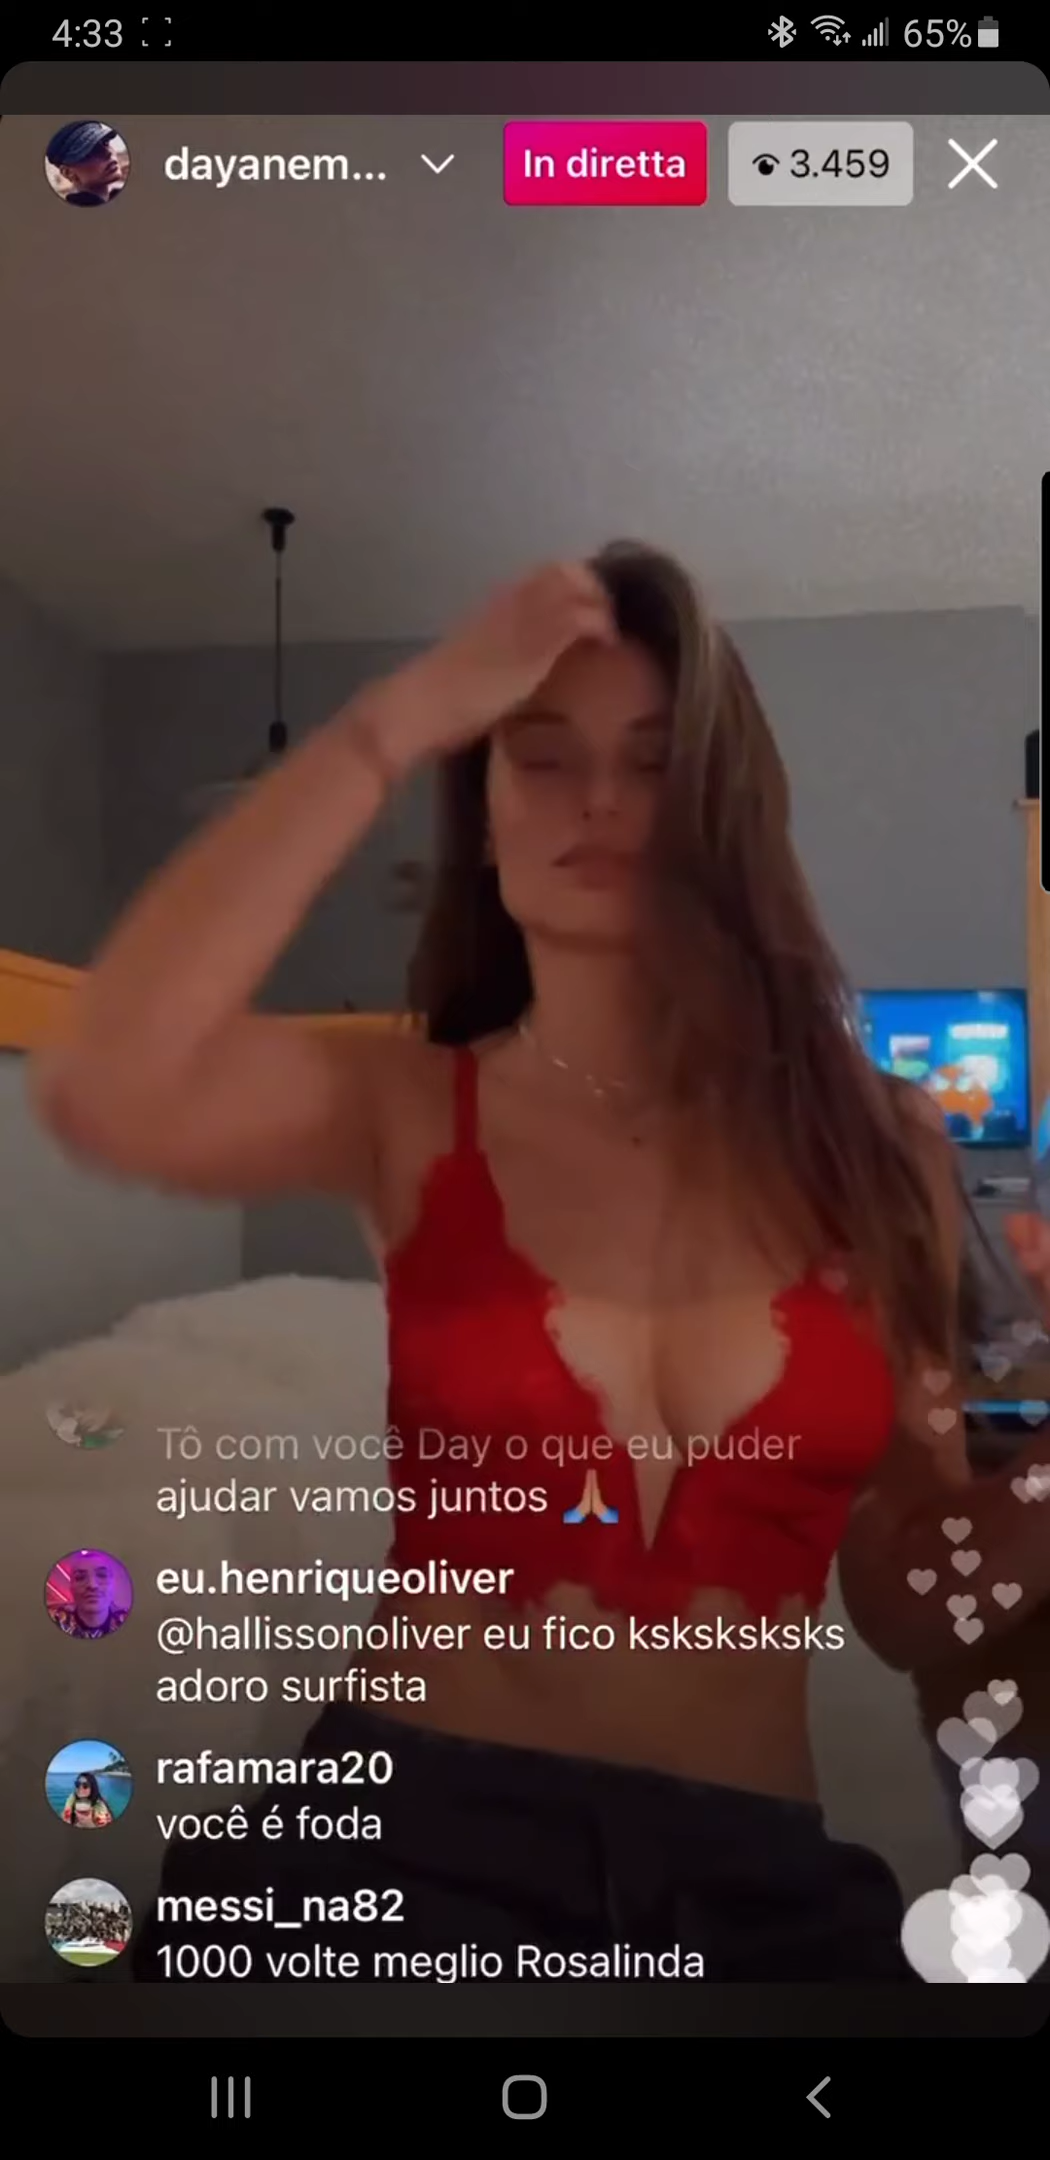 4:33
65%
dayanem...
In diretta
3.459
Tô com você Day o que eu puder
ajudar vamos juntos 🙏
eu.henriqueoliver
@hallissonoliver eu fico ksksksksks
adoro surfista
rafamara20
você é foda
messi_na82
1000 volte meglio Rosalinda